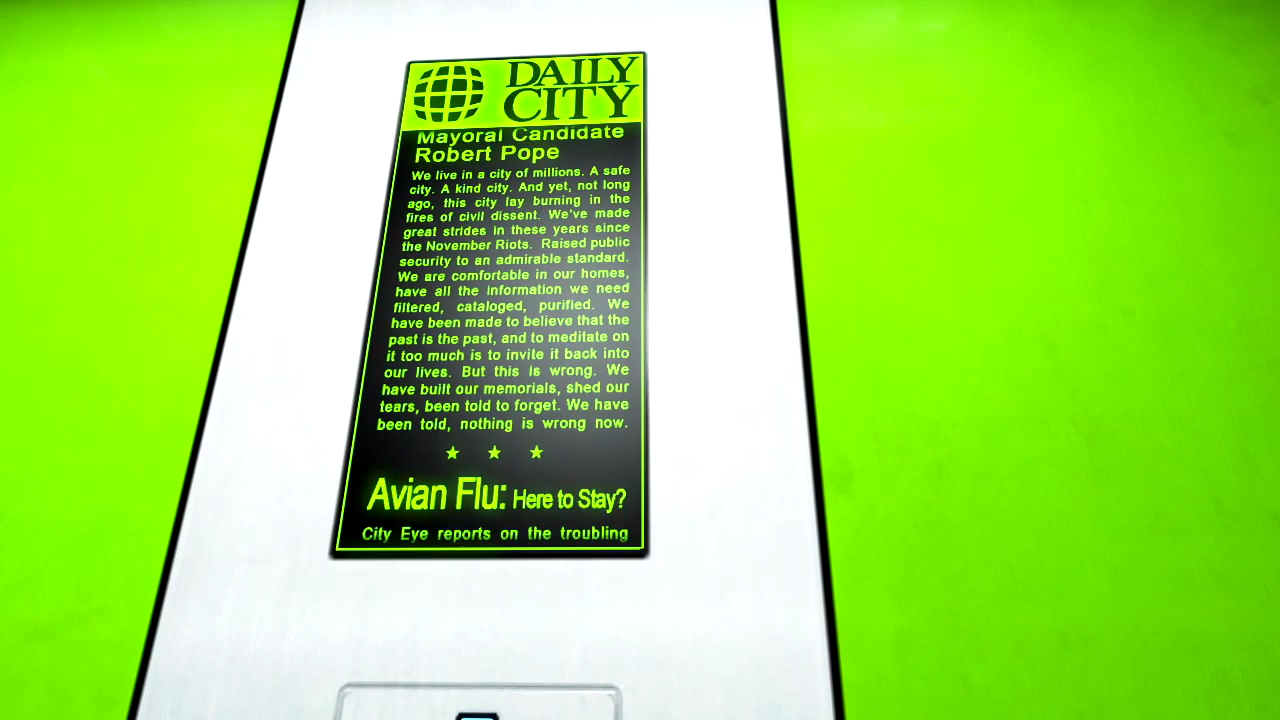 DAILY
CITY
Mayoral Candidate
Robert Pope
We live in a city of millions. A safe
city. A kind city. And yet, not long
ago, this city lay burning in the
fires of civil dissent. We've made
great strides in these years since
the November Riots. Raised public
security to an admirable standard.
We are comfortable in our homes,
have all the information we need
filtered, cataloged, purified. We
have been made to believe that the
past is the past, and to meditate on
it too much is to invite it back into
our lives. But this is wrong. We
have built our memorials, shed our
tears, been told to forget. We have
been told, nothing is wrong now.
★ ★ ★
Avian Flu: Here to Stay?
City Eye reports on the troubling